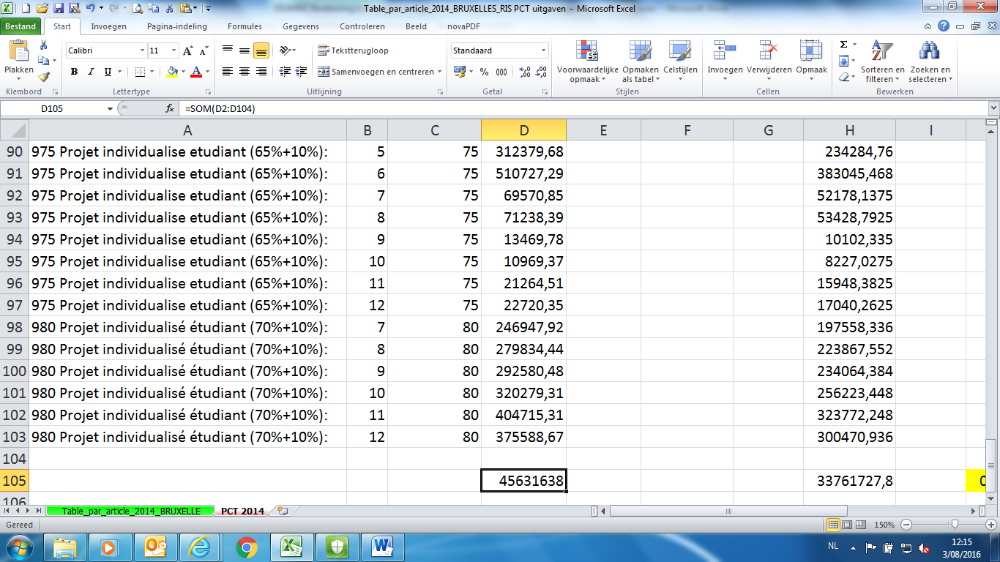 Table_par_article_2014_BRUXELLES_RIS PCT uitgaven - Microsoft Excel
Bestand Start Invoegen Pagina-indeling Formules Gegevens Controleren Beeld novaPDF
Calibri 11 Tekstterugloop Standaard
Plakken B I U Samenvoegen en centreren % 000 Voorwaardelijke opmaak Opmaken als tabel Celstijlen Invoegen Verwijderen Opmaak Sorteren en filteren Zoeken en selecteren
Klembord Lettertype Uitlijning Getal Stijlen Cellen Bewerken
D105 fx =SOM(D2:D104)
A B C D E F G H I
90 975 Projet individualise etudiant (65%+10%): 5 75 312379,68 234284,76
91 975 Projet individualise etudiant (65%+10%): 6 75 510727,29 383045,468
92 975 Projet individualise etudiant (65%+10%): 7 75 69570,85 52178,1375
93 975 Projet individualise etudiant (65%+10%): 8 75 71238,39 53428,7925
94 975 Projet individualise etudiant (65%+10%): 9 75 13469,78 10102,335
95 975 Projet individualise etudiant (65%+10%): 10 75 10969,37 8227,0275
96 975 Projet individualise etudiant (65%+10%): 11 75 21264,51 15948,3825
97 975 Projet individualise etudiant (65%+10%): 12 75 22720,35 17040,2625
98 980 Projet individualisé étudiant (70%+10%): 7 80 246947,92 197558,336
99 980 Projet individualisé étudiant (70%+10%): 8 80 279834,44 223867,552
100 980 Projet individualisé étudiant (70%+10%): 9 80 292580,48 234064,384
101 980 Projet individualisé étudiant (70%+10%): 10 80 320279,31 256223,448
102 980 Projet individualisé étudiant (70%+10%): 11 80 404715,31 323772,248
103 980 Projet individualisé étudiant (70%+10%): 12 80 375588,67 300470,936
104
105 45631638 33761727,8
106
Table_par_article_2014_BRUXELLE PCT 2014
Gereed 150%
NL 12:15
3/08/2016